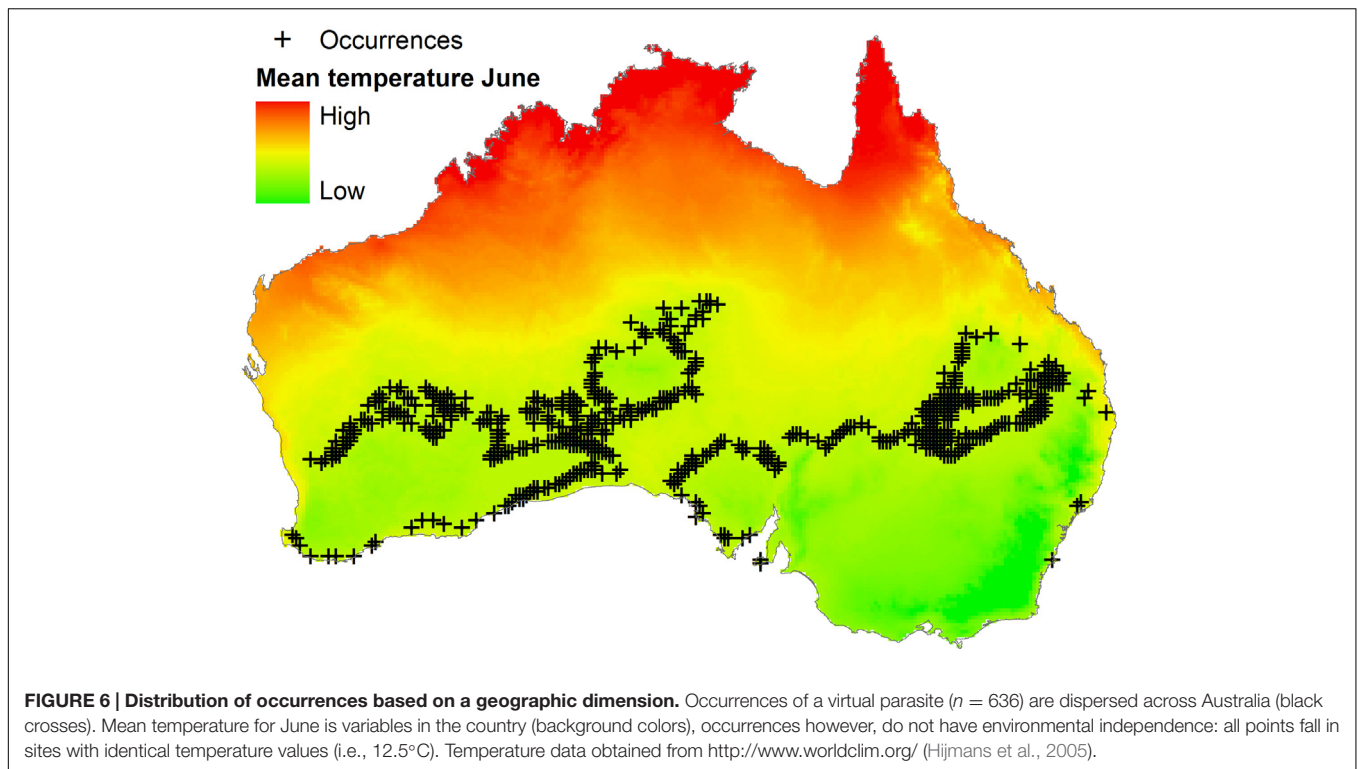 + Occurrences
Mean temperature June
High
Low
FIGURE 6 | Distribution of occurrences based on a geographic dimension. Occurrences of a virtual parasite (n = 636) are dispersed across Australia (black
crosses). Mean temperature for June is variables in the country (background colors), occurrences however, do not have environmental independence: all points fall in
sites with identical temperature values (i.e., 12.5°C). Temperature data obtained from http://www.worldclim.org/ (Hijmans et al., 2005).